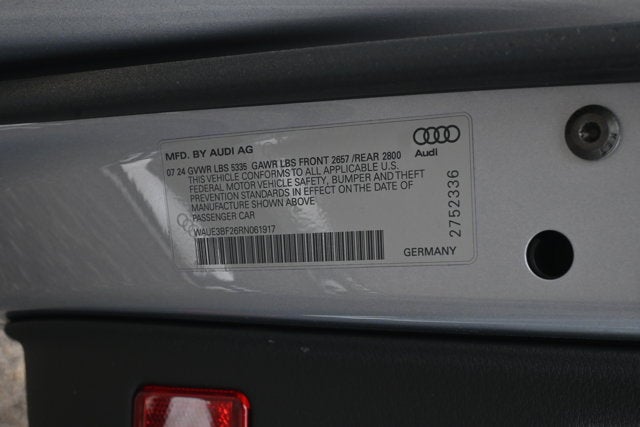 MFD. BY AUDI AG
Audi
07 24 GVWR LBS 5335 GAWR LBS FRONT 2657 /REAR 2800
THIS VEHICLE CONFORMS TO ALL APPLICABLE U.S.
FEDERAL MOTOR VEHICLE SAFETY, BUMPER AND THEFT
PREVENTION STANDARDS IN EFFECT ON THE DATE OF
MANUFACTURE SHOWN ABOVE
PASSENGER CAR
WAUE3BF26RN061917
GERMANY
2752336